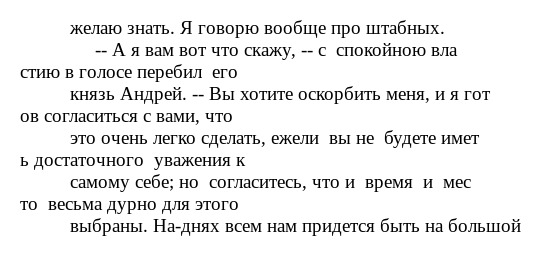 желаю знать. Я говорю вообще про штабных.
-- А я вам вот что скажу, -- с  спокойною вла
стию в голосе перебил  его
князь Андрей. -- Вы хотите оскорбить меня, и я гот
ов согласиться с вами, что
это очень легко сделать, ежели  вы не  будете имет
ь достаточного  уважения к
самому себе; но  согласитесь, что и  время  и  мес
то  весьма дурно для этого
выбраны. На-днях всем нам придется быть на большой